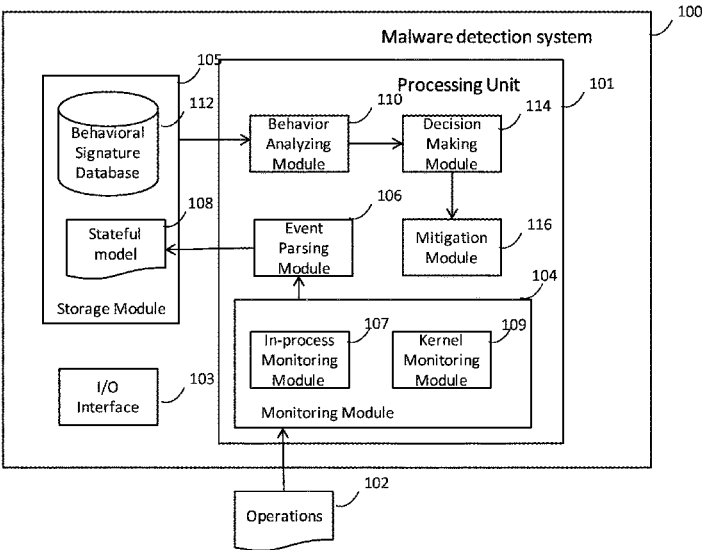 100
Malware detection system
105
Processing Unit
101
112
Behavioral
Signature
Database
110
Behavior
Analyzing
Module
114
Decision
Making
Module
108
Stateful
model
106
Event
Parsing
Module
116
Mitigation
Module
Storage Module
104
107
In-process
Monitoring
Module
109
Kernel
Monitoring
Module
Monitoring Module
103
I/O
Interface
102
Operations